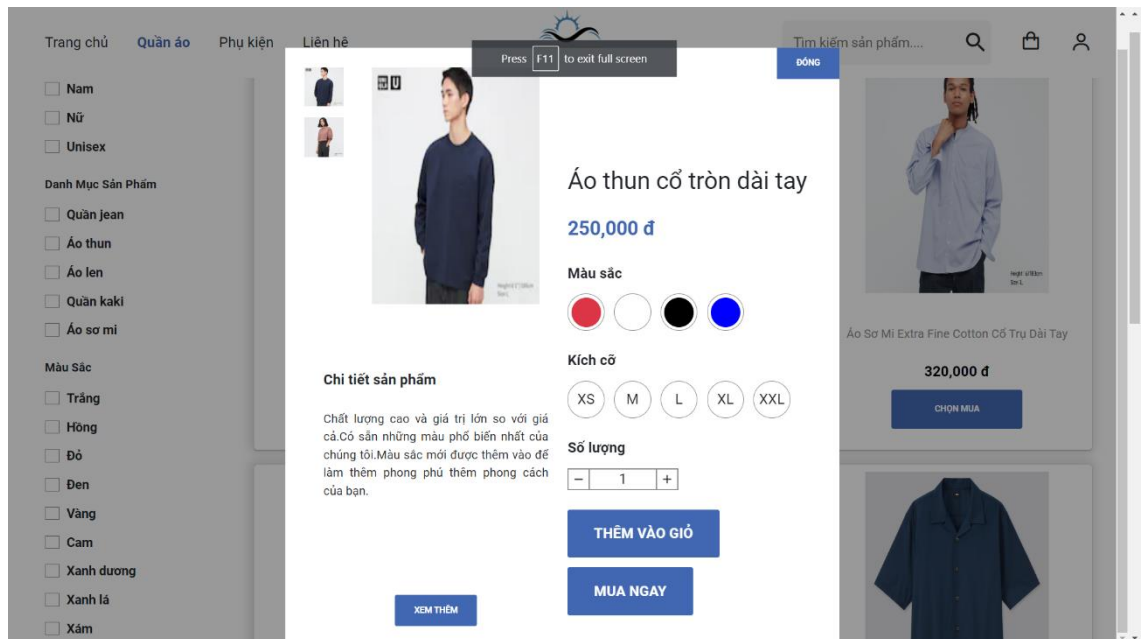 Trang chủ
Quần áo
Phụ kiện
Liên hệ
Tìm kiếm sản phẩm....
Press F11 to exit full screen
ĐÓNG
Nam
Nữ
Unisex
Danh Mục Sản Phẩm
Quần jean
Áo thun
Áo len
Quần kaki
Áo sơ mi
Màu Sắc
Trắng
Hồng
Đỏ
Đen
Vàng
Cam
Xanh dương
Xanh lá
Xám
U
Chi tiết sản phẩm
Chất lượng cao và giá trị lớn so với giá
cả.Có sẵn những màu phổ biến nhất của
chúng tôi.Màu sắc mới được thêm vào để
làm thêm phong phú thêm phong cách
của bạn.
XEM THÊM
Áo thun cổ tròn dài tay
250,000 đ
Màu sắc
Kích cỡ
XS
M
L
XL
XXL
Số lượng
− 1 +
THÊM VÀO GIỎ
MUA NGAY
Áo Sơ Mi Extra Fine Cotton Cổ Trụ Dài Tay
320,000 đ
CHỌN MUA